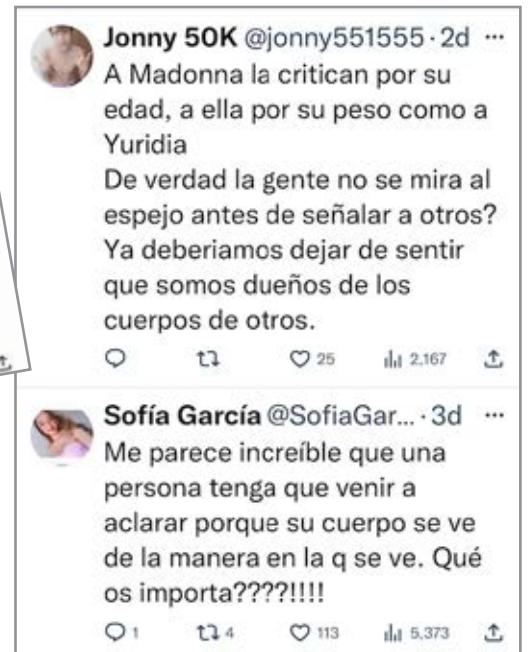 Jonny 50K @jonny551555 · 2d ···
A Madonna la critican por su
edad, a ella por su peso como a
Yuridia
De verdad la gente no se mira al
espejo antes de señalar a otros?
Ya deberiamos dejar de sentir
que somos dueños de los
cuerpos de otros.
25 2,167
Sofía García @SofiaGar... · 3d ···
Me parece increíble que una
persona tenga que venir a
aclarar porque su cuerpo se ve
de la manera en la q se ve. Qué
os importa????!!!!
1 4 113 5,373